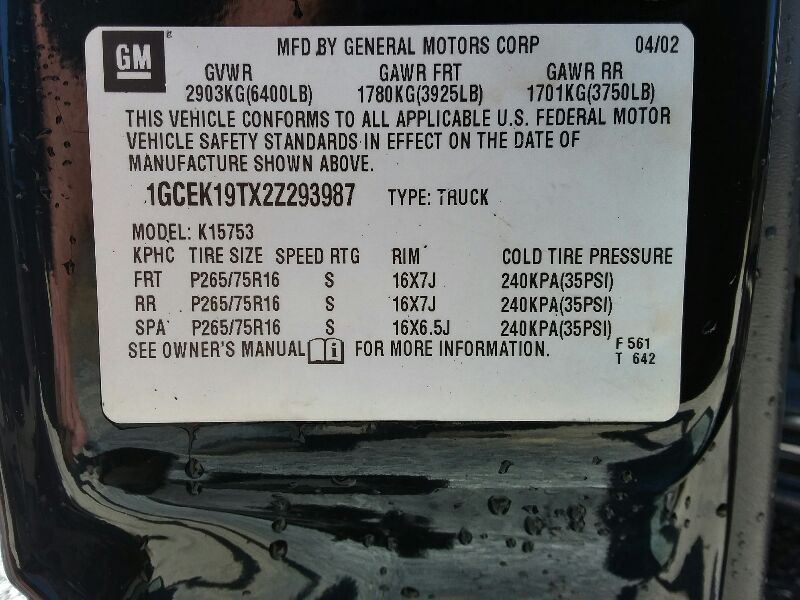 GM ®
MFD BY GENERAL MOTORS CORP 04/02
GVWR GAWR FRT GAWR RR
2903KG(6400LB) 1780KG(3925LB) 1701KG(3750LB)
THIS VEHICLE CONFORMS TO ALL APPLICABLE U.S. FEDERAL MOTOR
VEHICLE SAFETY STANDARDS IN EFFECT ON THE DATE OF
MANUFACTURE SHOWN ABOVE.
1GCEK19TX2Z293987 TYPE: TRUCK
MODEL: K15753
KPHC TIRE SIZE SPEED RTG RIM COLD TIRE PRESSURE
FRT P265/75R16 S 16X7J 240KPA(35PSI)
RR P265/75R16 S 16X7J 240KPA(35PSI)
SPA P265/75R16 S 16X6.5J 240KPA(35PSI)
SEE OWNER'S MANUAL i FOR MORE INFORMATION.
F 561
T 642